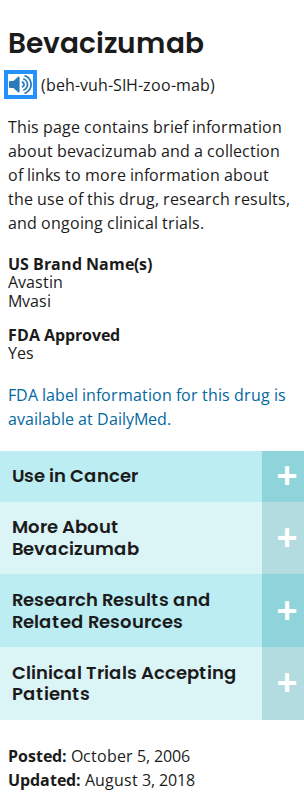 Bevacizumab
(beh-vuh-SIH-zoo-mab)
This page contains brief information
about bevacizumab and a collection
of links to more information about
the use of this drug, research results,
and ongoing clinical trials.
US Brand Name(s)
Avastin
Mvasi
FDA Approved
Yes
FDA label information for this drug is
available at DailyMed.
Use in Cancer
More About
Bevacizumab
Research Results and
Related Resources
Clinical Trials Accepting
Patients
Posted: October 5, 2006
Updated: August 3, 2018